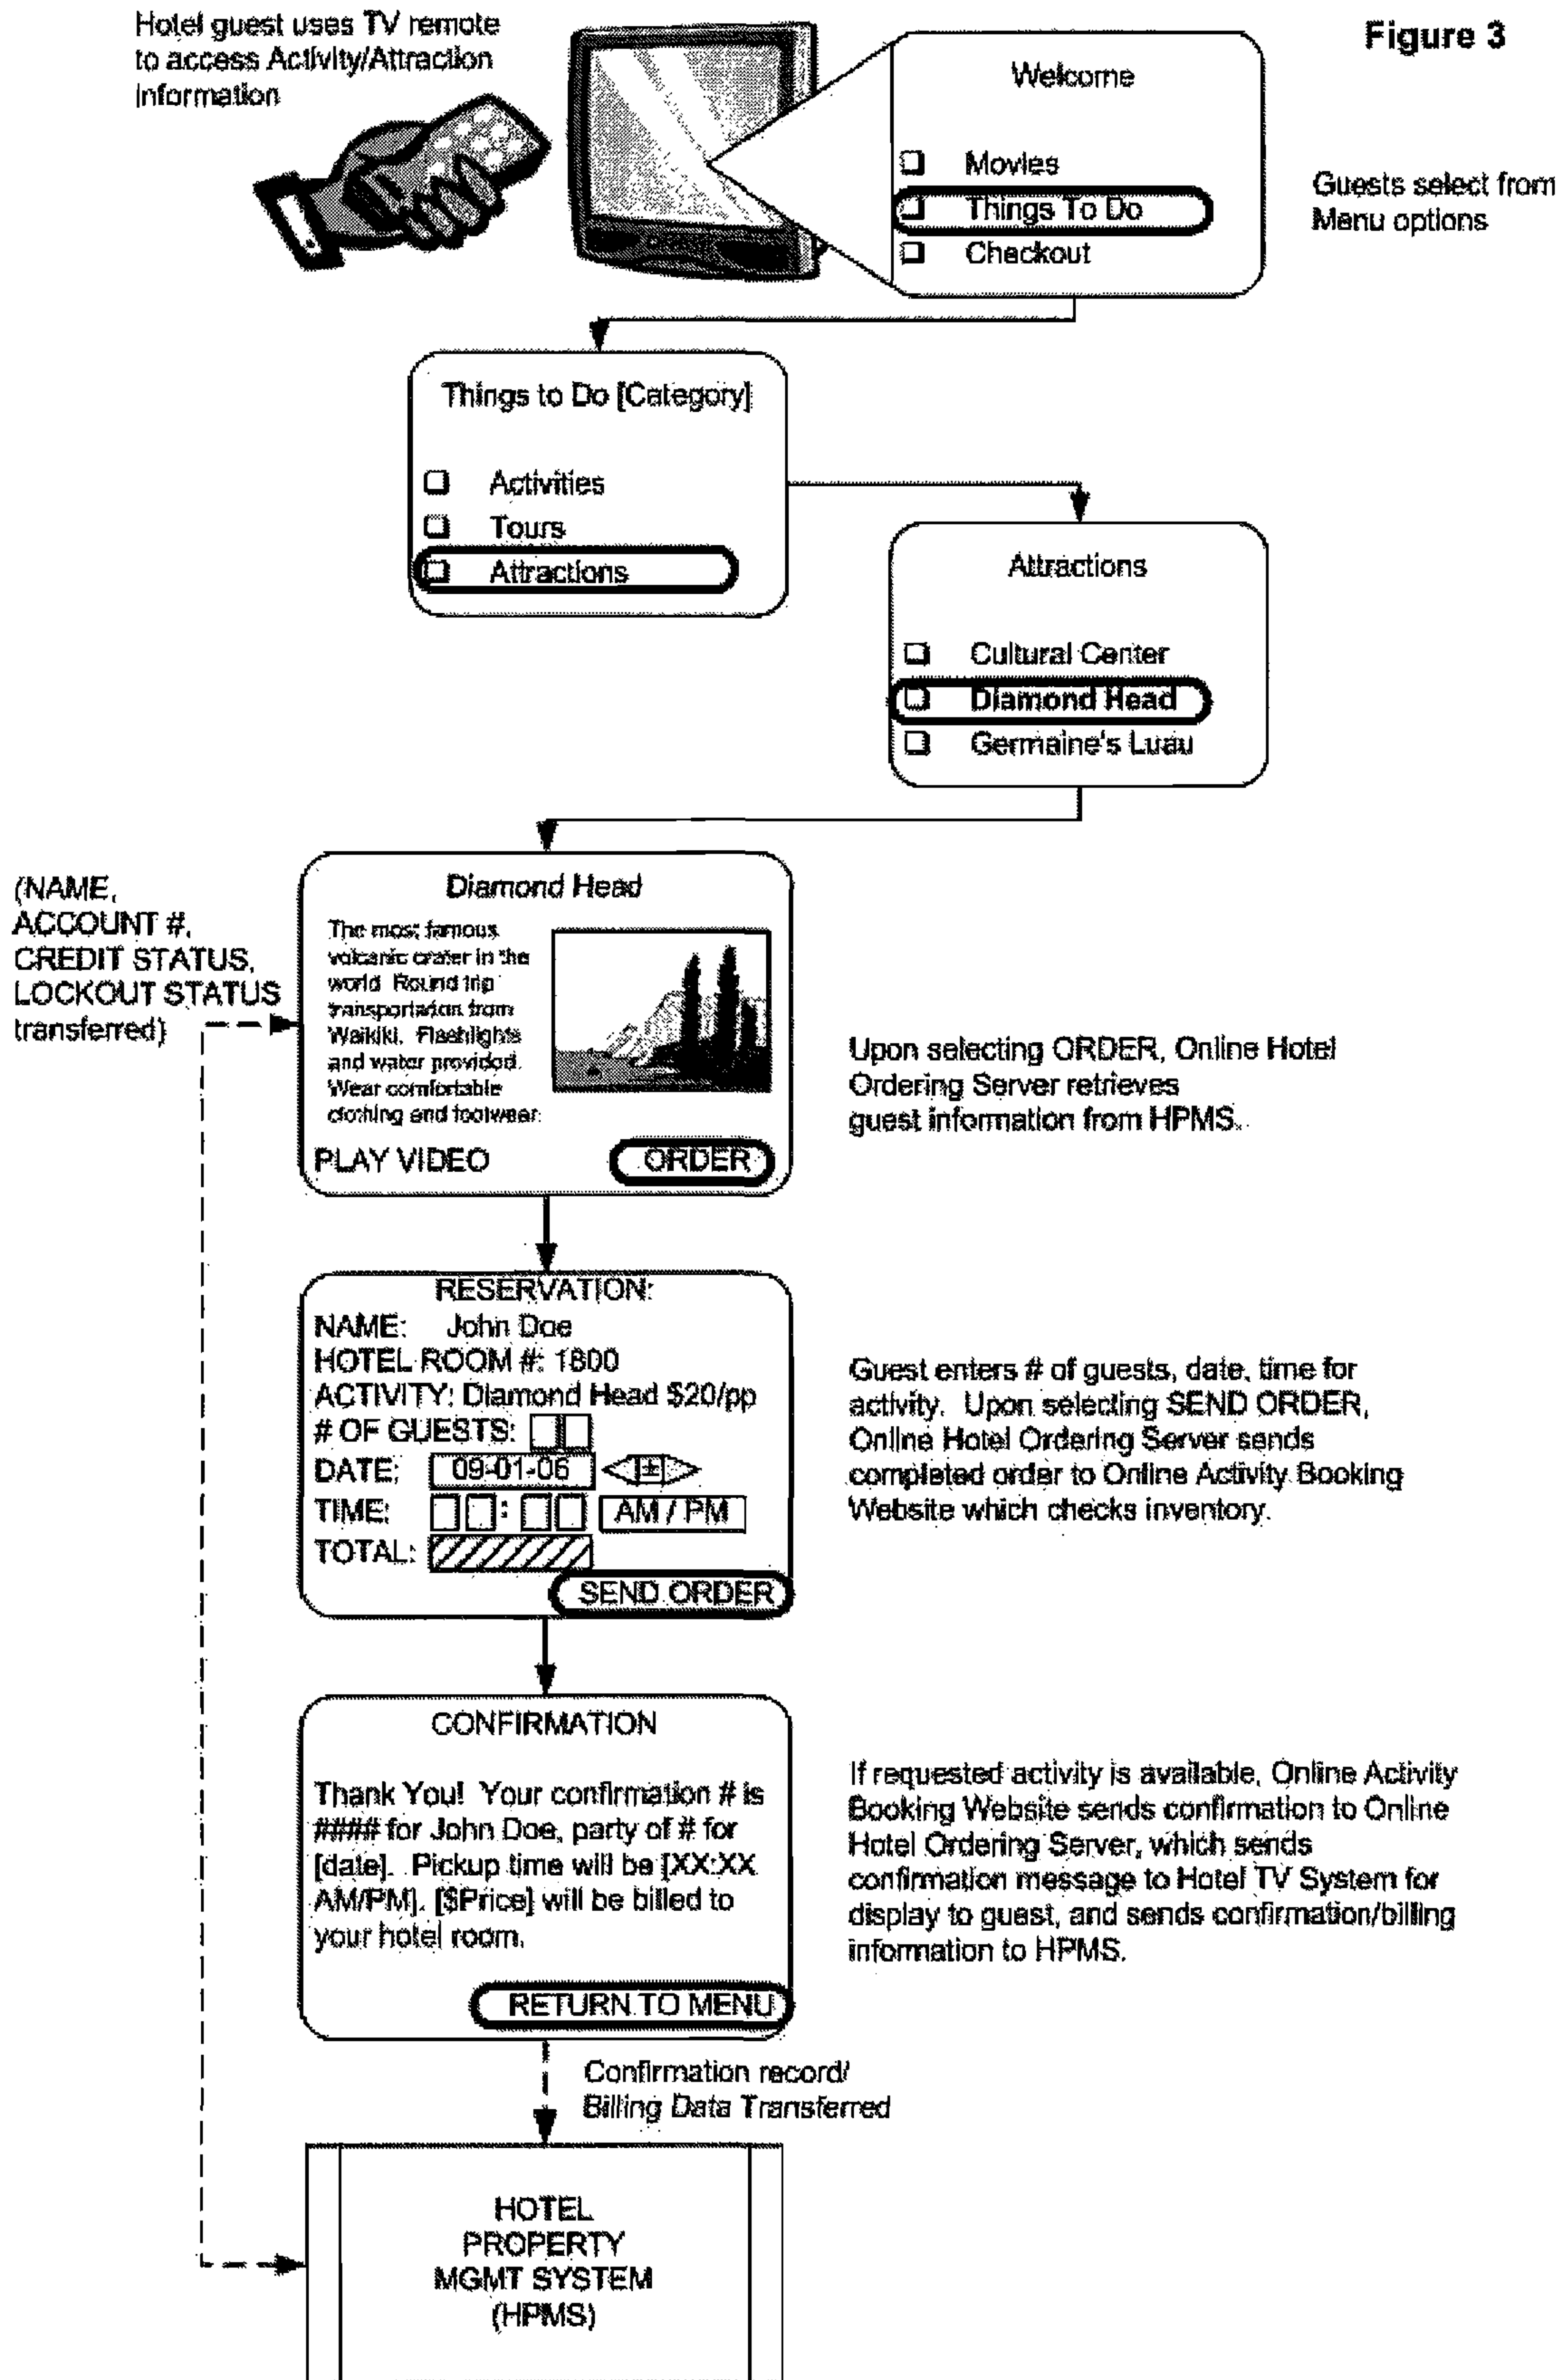 Hotel guest uses TV remote
to access Activity/Attraction
Information
Figure 3
Welcome
Movies
Things To Do
Checkout
Guests select from
Menu options
Things to Do [Category]
Activities
Tours
Attractions
Attractions
Cultural Center
Diamond Head
Germaine's Luau
(NAME,
ACCOUNT #,
CREDIT STATUS,
LOCKOUT STATUS
transferred)
Diamond Head
The most famous
volcanic crater in the
world. Round trip
transportation from
Waikiki. Flashlights
and water provided.
Wear comfortable
clothing and footwear.
PLAY VIDEO
ORDER
Upon selecting ORDER, Online Hotel
Ordering Server retrieves
guest information from HPMS.
RESERVATION:
NAME: John Doe
HOTEL ROOM #: 1800
ACTIVITY: Diamond Head $20/pp
# OF GUESTS:
DATE: 09-01-06 ±
TIME: : AM / PM
TOTAL:
SEND ORDER
Guest enters # of guests, date, time for
activity. Upon selecting SEND ORDER,
Online Hotel Ordering Server sends
completed order to Online Activity Booking
Website which checks inventory.
CONFIRMATION
Thank You! Your confirmation # is
#### for John Doe, party of # for
[date]. Pickup time will be [XX:XX
AM/PM]. [$Price] will be billed to
your hotel room.
RETURN TO MENU
If requested activity is available, Online Activity
Booking Website sends confirmation to Online
Hotel Ordering Server, which sends
confirmation message to Hotel TV System for
display to guest, and sends confirmation/billing
information to HPMS.
Confirmation record/
Billing Data Transferred
HOTEL
PROPERTY
MGMT SYSTEM
(HPMS)